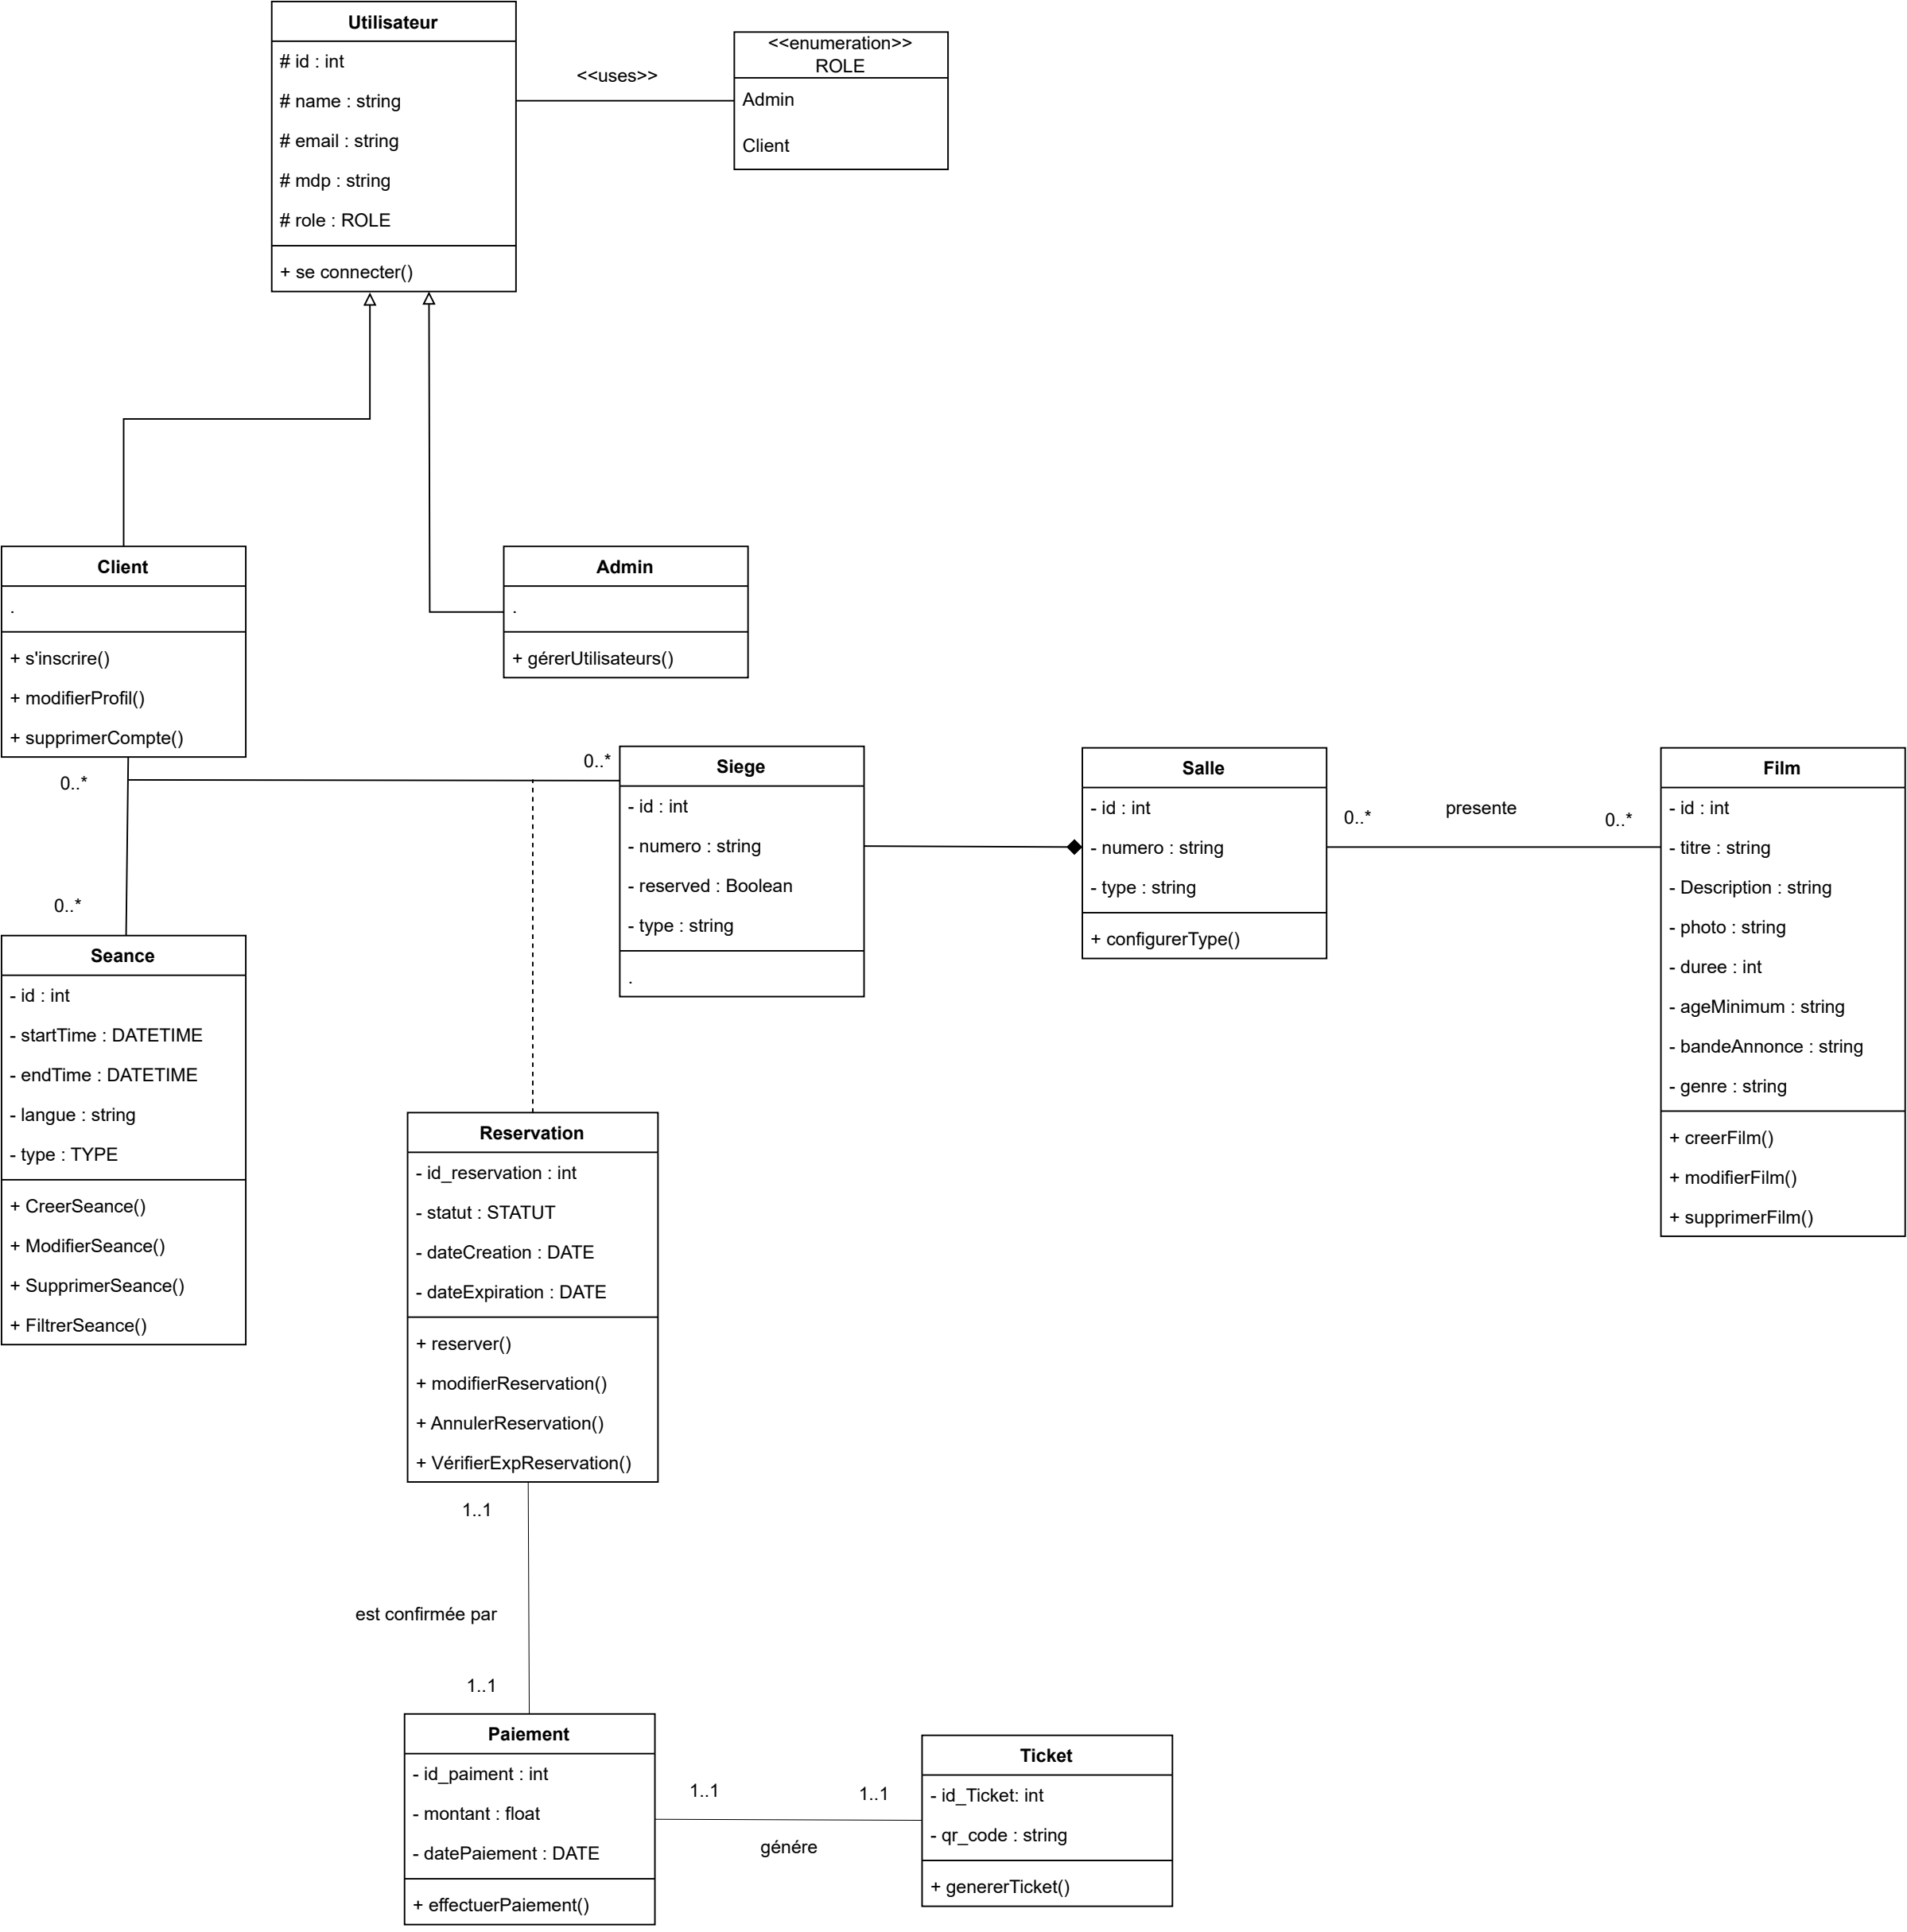 Utilisateur
# id : int
# name : string
# email : string
# mdp : string
# role : ROLE
+ se connecter()
<<uses>>
<<enumeration>>
ROLE
Admin
Client
Client
.
+ s'inscrire()
+ modifierProfil()
+ supprimerCompte()
Admin
.
+ gérerUtilisateurs()
0..*
0..*
0..*
Siege
- id : int
- numero : string
- reserved : Boolean
- type : string
.
Salle
- id : int
- numero : string
- type : string
+ configurerType()
0..*
presente
0..*
Film
- id : int
- titre : string
- Description : string
- photo : string
- duree : int
- ageMinimum : string
- bandeAnnonce : string
- genre : string
+ creerFilm()
+ modifierFilm()
+ supprimerFilm()
Seance
- id : int
- startTime : DATETIME
- endTime : DATETIME
- langue : string
- type : TYPE
+ CreerSeance()
+ ModifierSeance()
+ SupprimerSeance()
+ FiltrerSeance()
Reservation
- id_reservation : int
- statut : STATUT
- dateCreation : DATE
- dateExpiration : DATE
+ reserver()
+ modifierReservation()
+ AnnulerReservation()
+ VérifierExpReservation()
1..1
est confirmée par
1..1
Paiement
- id_paiment : int
- montant : float
- datePaiement : DATE
+ effectuerPaiement()
1..1
1..1
génére
Ticket
- id_Ticket: int
- qr_code : string
+ genererTicket()